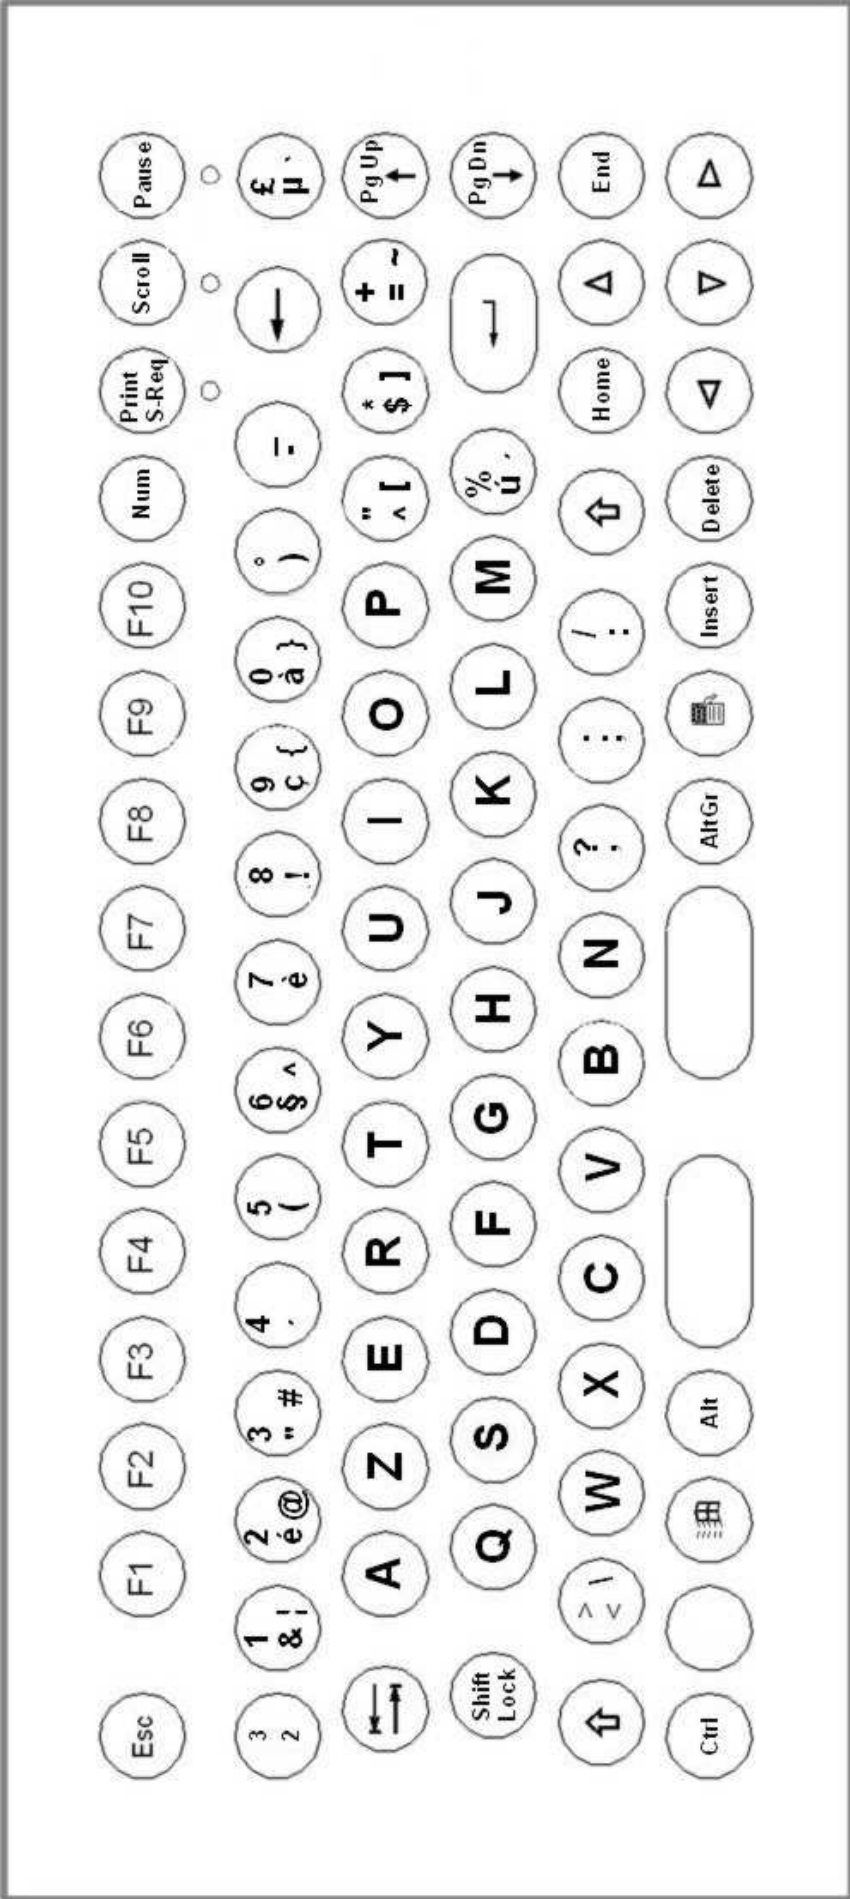 Esc F1 F2 F3 F4 F5 F6 F7 F8 F9 F10 Num Print Scroll Pause
S-Req
3 1 2 3 4 5 6 7 8 9 0 ° _ £
2 & ¦ é @ " # ' ( § ^ è ! ç { à } ) - µ `
A Z E R T Y U I O P " * + Pg Up
^ [ $ ] = ~
Shift Q S D F G H J K L M % Pg Dn
Lock ù ´
> W X C V B N ? . / Home End
< \ , ; :
Ctrl Alt AltGr Insert Delete